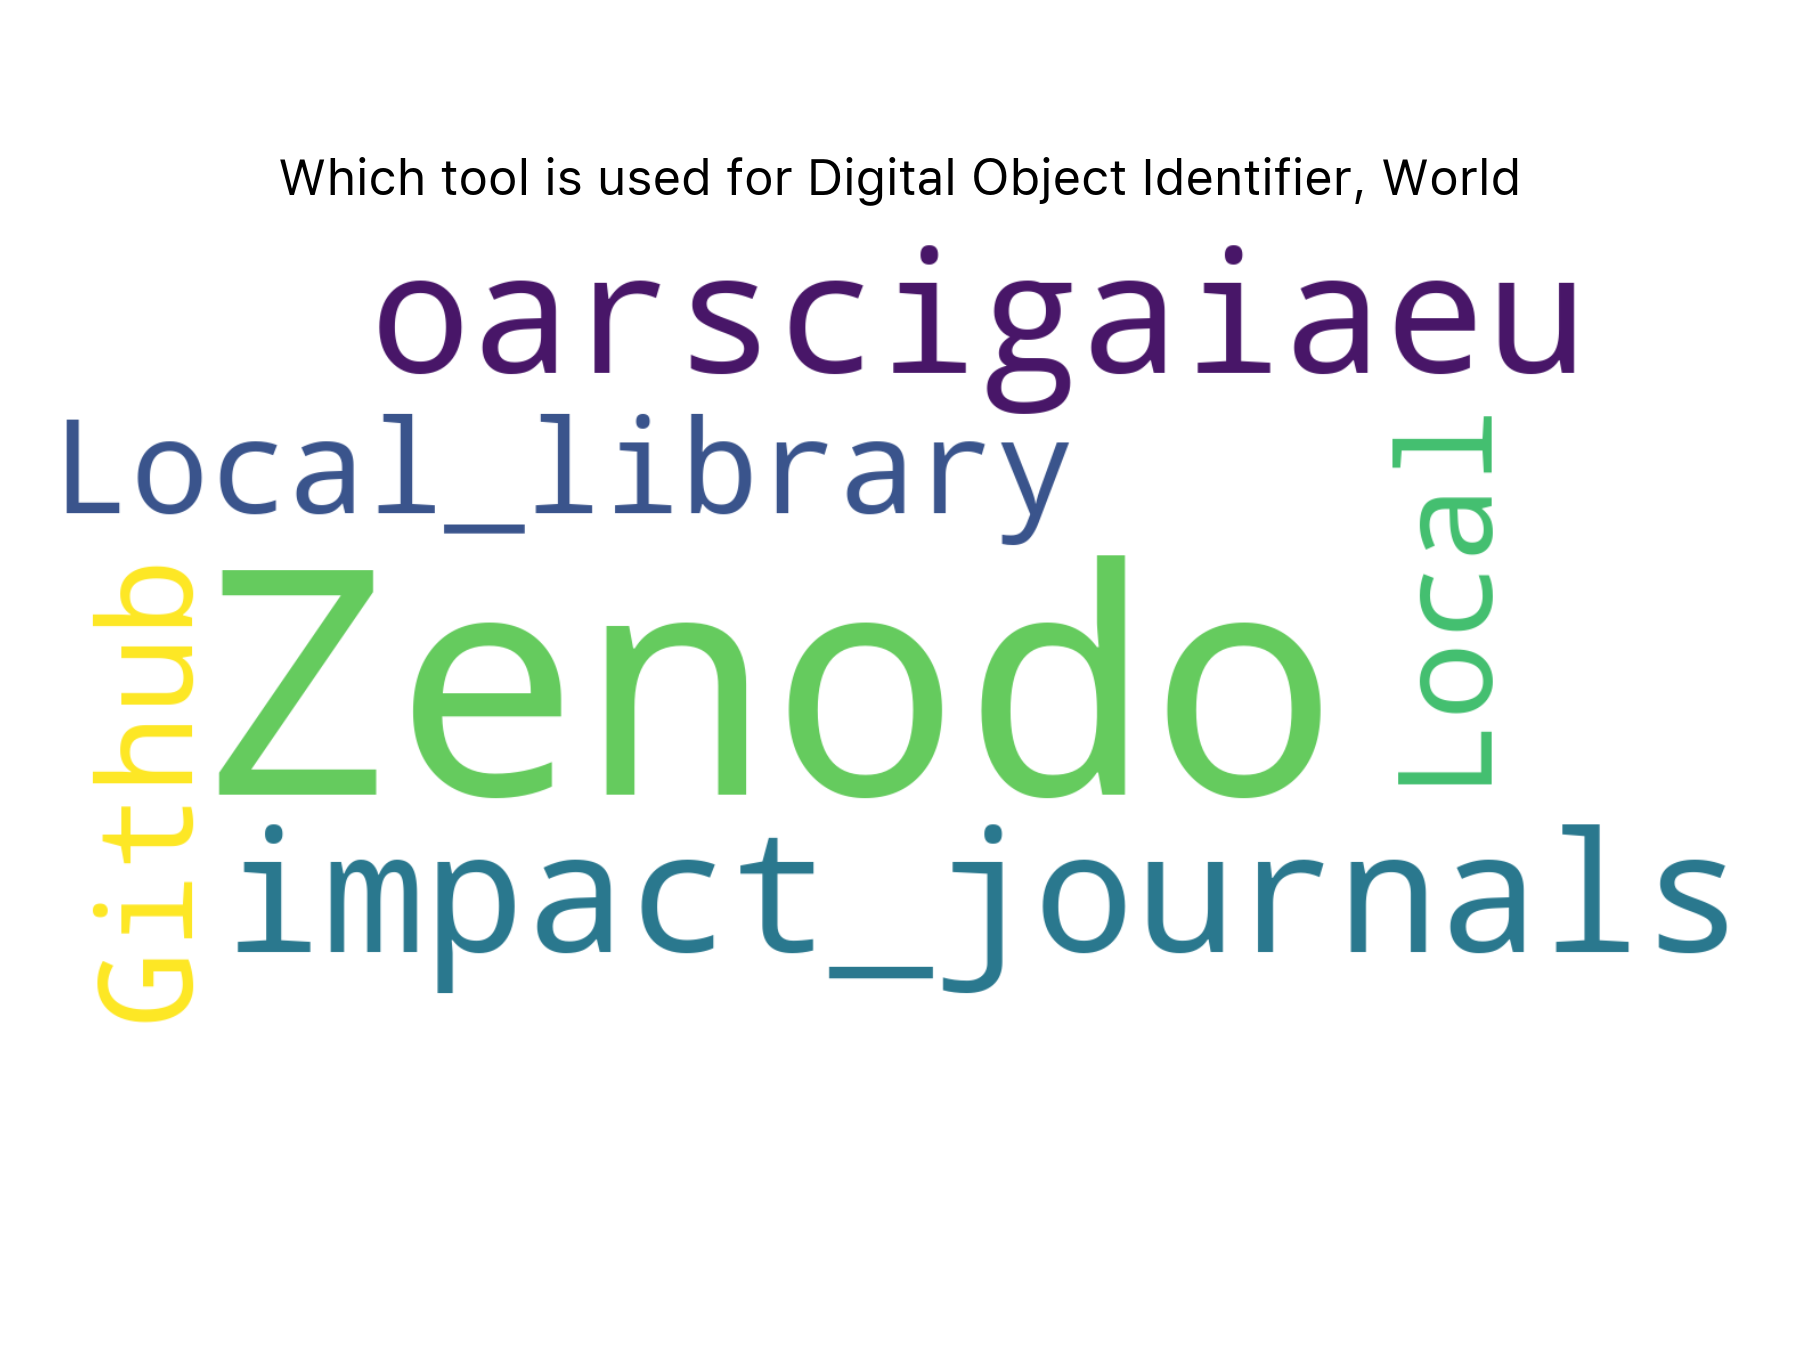 Which tool is used for Digital Object Identifier, World
oarscigaiaeu
Local_library
Local
Github
Zenodo
impact_journals